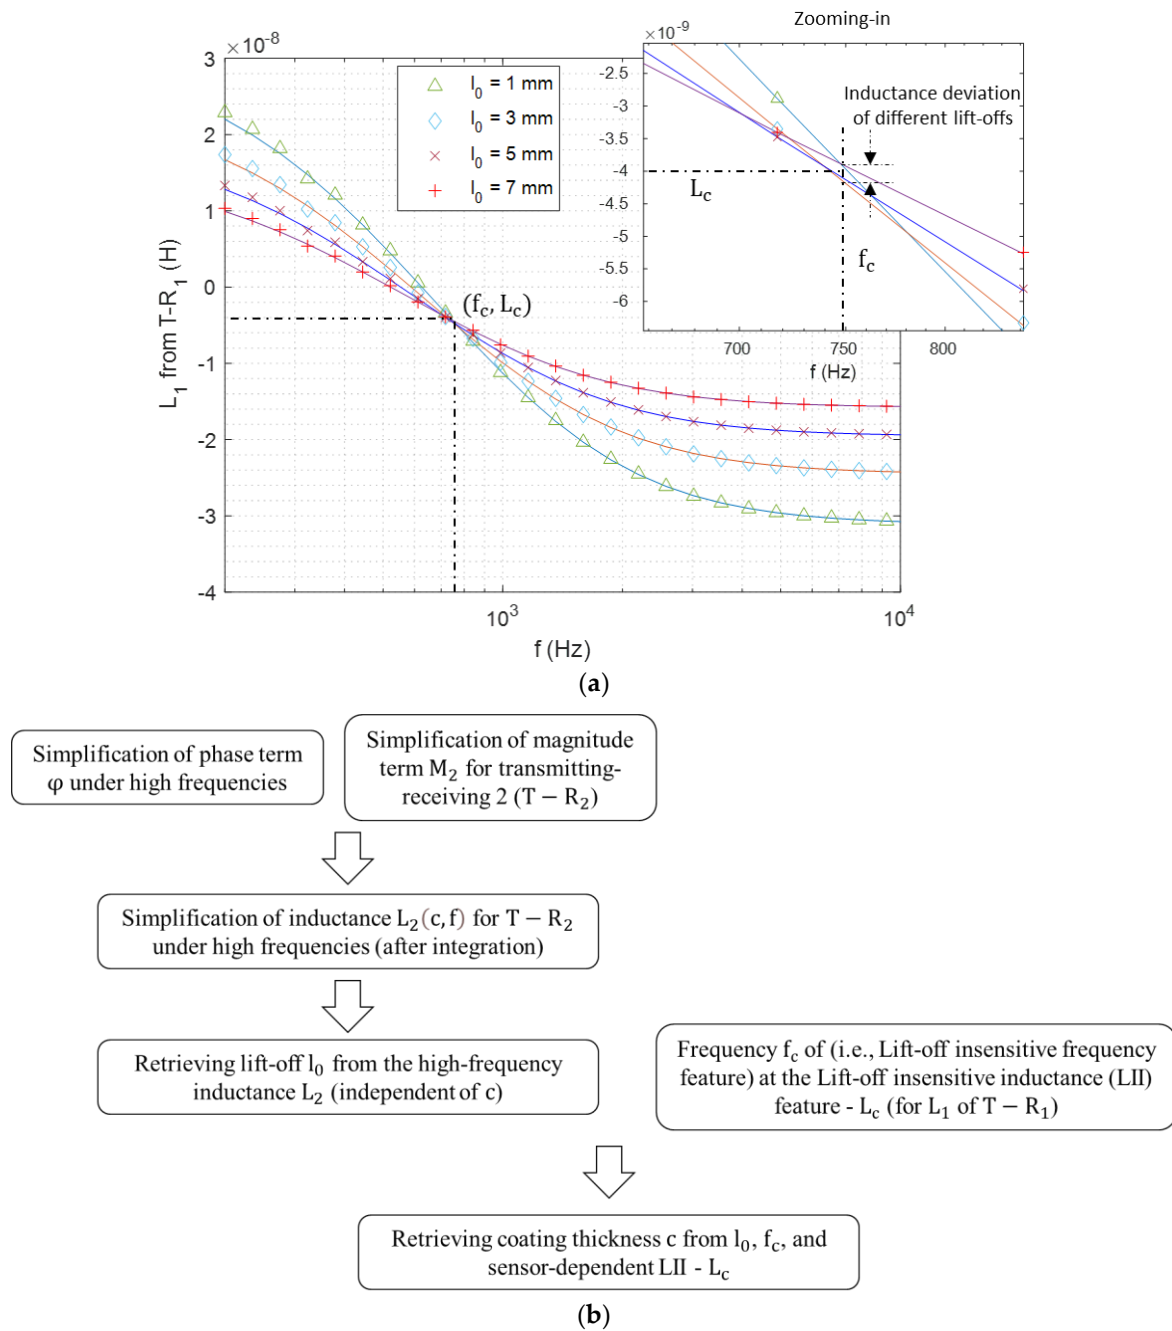 Zooming-in
×10⁻⁸
×10⁻⁹
3
2
1
0
-1
-2
-3
-4
L₁ from T-R₁ (H)
l₀ = 1 mm
l₀ = 3 mm
l₀ = 5 mm
l₀ = 7 mm
(f_c, L_c)
10³
10⁴
f (Hz)
-2.5
-3
-3.5
-4
-4.5
-5
-5.5
-6
Inductance deviation
of different lift-offs
L_c
f_c
700
750
800
f (Hz)
(a)
Simplification of phase term
φ under high frequencies
Simplification of magnitude
term M₂ for transmitting-
receiving 2 (T − R₂)
Simplification of inductance L₂(c, f) for T − R₂
under high frequencies (after integration)
Retrieving lift-off l₀ from the high-frequency
inductance L₂ (independent of c)
Frequency f_c of (i.e., Lift-off insensitive frequency
feature) at the Lift-off insensitive inductance (LII)
feature - L_c (for L₁ of T − R₁)
Retrieving coating thickness c from l₀, f_c, and
sensor-dependent LII - L_c
(b)